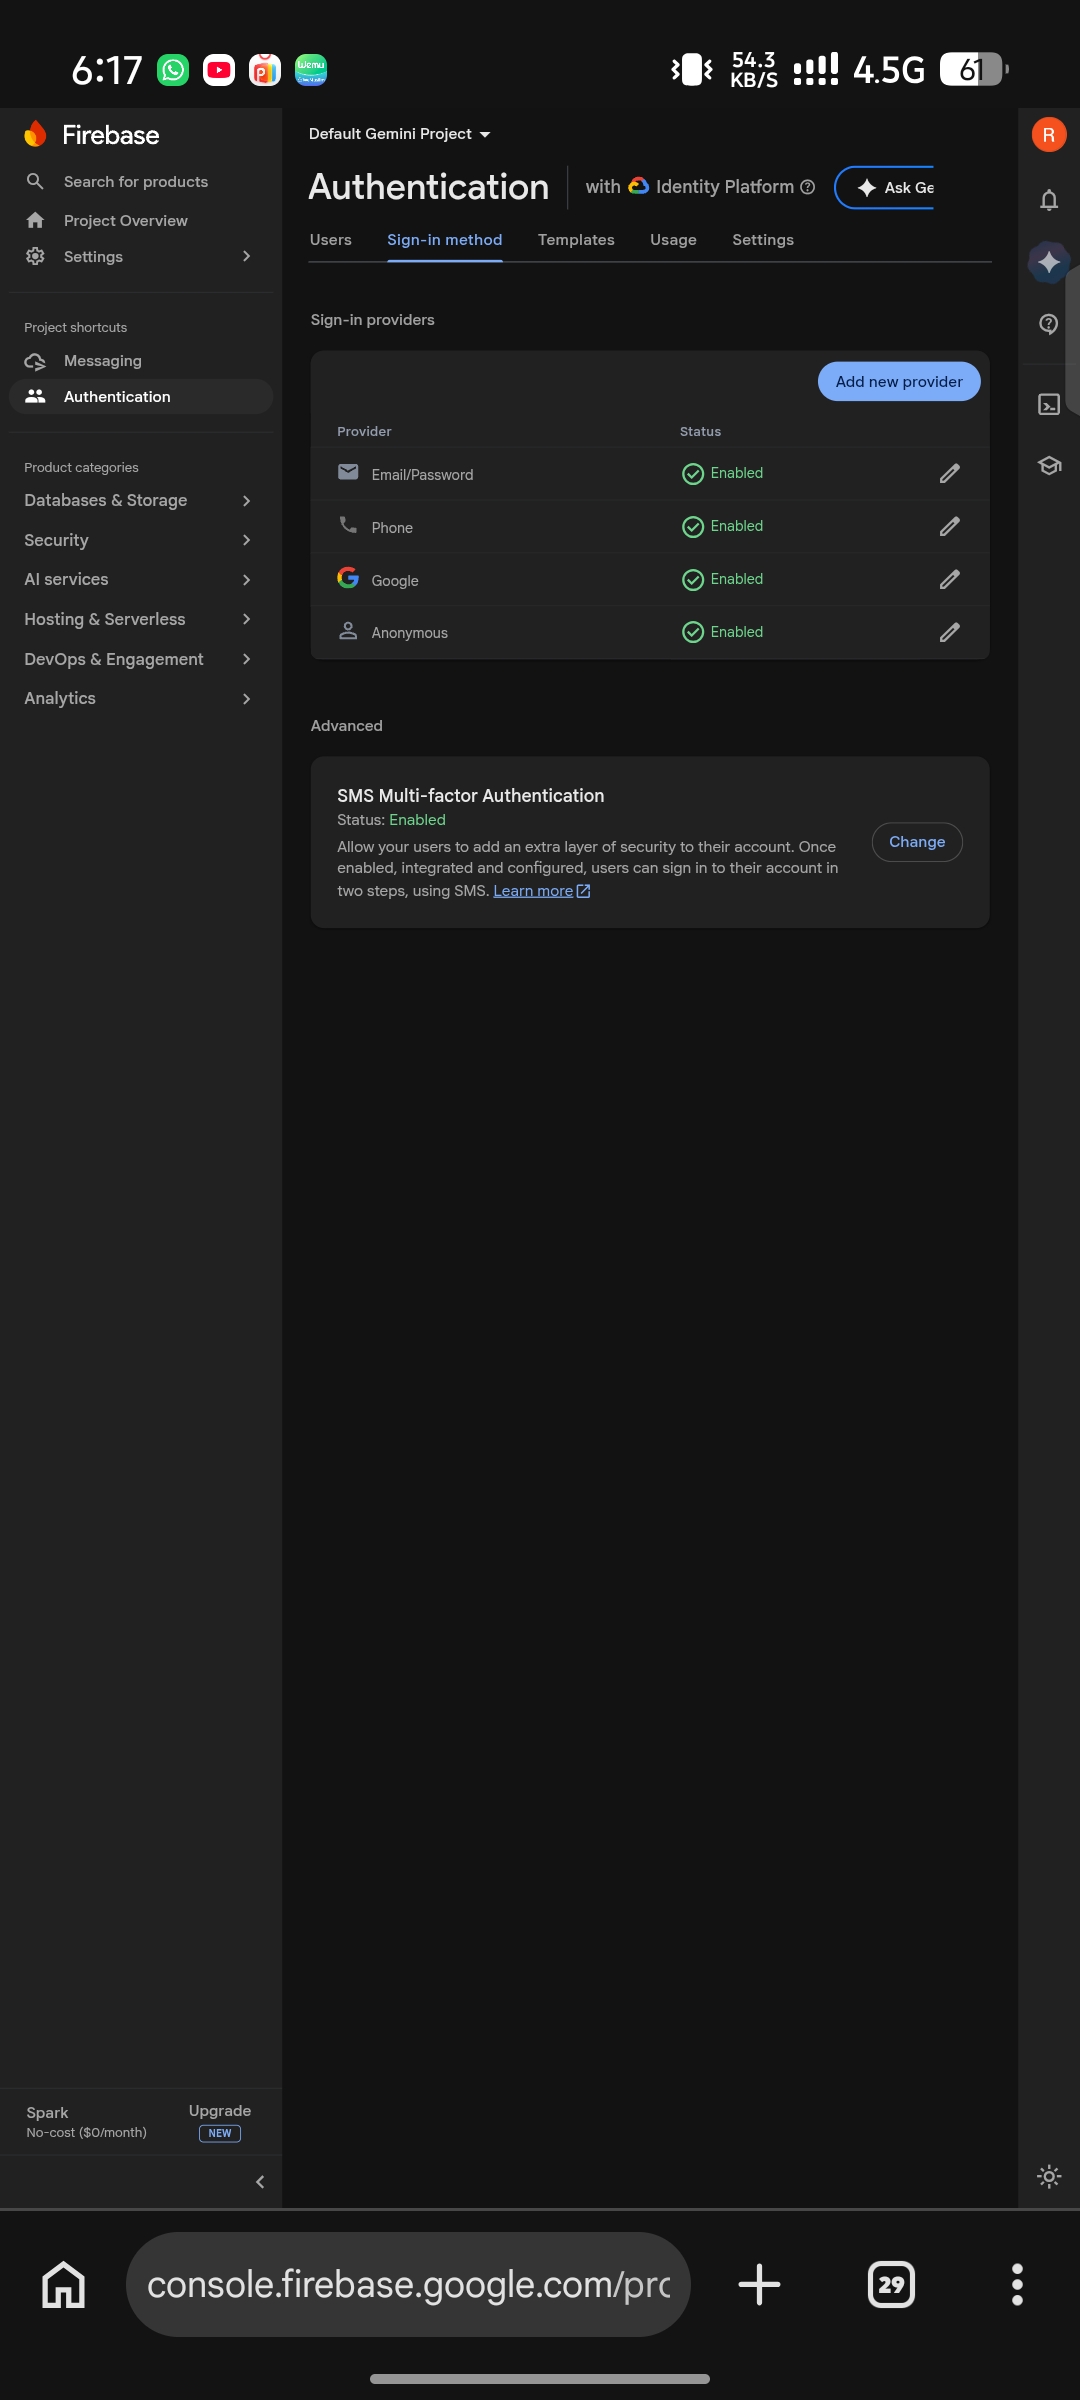 6:17
54.3
KB/S
4.5G
61
Firebase
Search for products
Project Overview
Settings
Project shortcuts
Messaging
Authentication
Product categories
Databases & Storage
Security
AI services
Hosting & Serverless
DevOps & Engagement
Analytics
Spark
No-cost ($0/month)
Upgrade
NEW
Default Gemini Project
Authentication
with Identity Platform
Ask Ge
R
Users
Sign-in method
Templates
Usage
Settings
Sign-in providers
Add new provider
Provider
Status
Email/Password
Enabled
Phone
Enabled
Google
Enabled
Anonymous
Enabled
Advanced
SMS Multi-factor Authentication
Status: Enabled
Allow your users to add an extra layer of security to their account. Once
enabled, integrated and configured, users can sign in to their account in
two steps, using SMS. Learn more
Change
console.firebase.google.com/pro
29